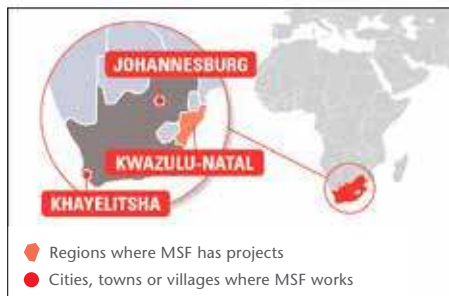 JOHANNESBURG
KWAZULU-NATAL
KHAYELITSHA
Regions where MSF has projects
Cities, towns or villages where MSF works